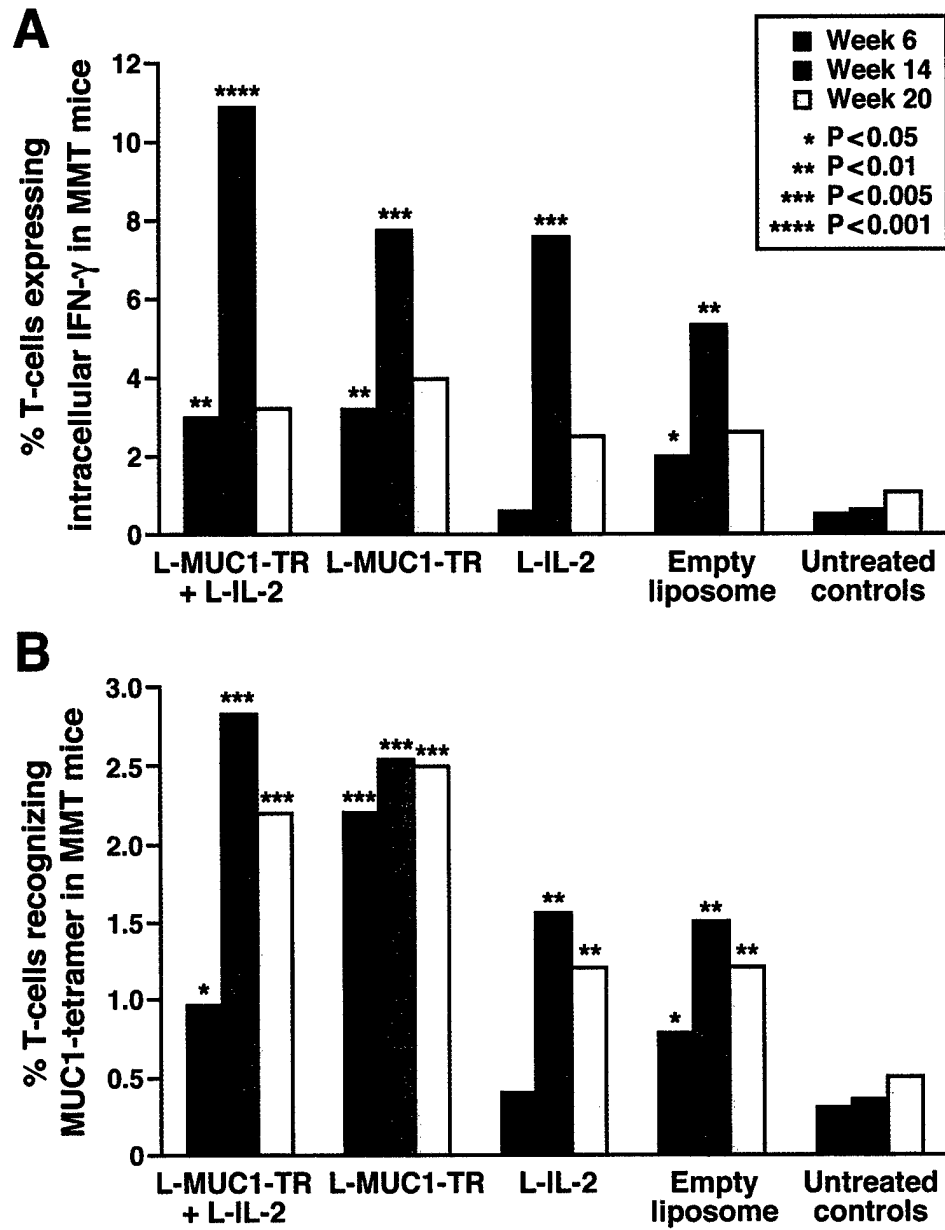 A
% T-cells expressing
intracellular IFN-γ in MMT mice
12
10
8
6
4
2
0
Week 6
Week 14
Week 20
* P<0.05
** P<0.01
*** P<0.005
**** P<0.001
** **** ** *** *** * **
L-MUC1-TR
+ L-IL-2
L-MUC1-TR
L-IL-2
Empty
liposome
Untreated
controls
B
% T-cells recognizing
MUC1-tetramer in MMT mice
3.0
2.5
2.0
1.5
1.0
0.5
0
* *** *** *** *** *** ** ** * ** **
L-MUC1-TR
+ L-IL-2
L-MUC1-TR
L-IL-2
Empty
liposome
Untreated
controls